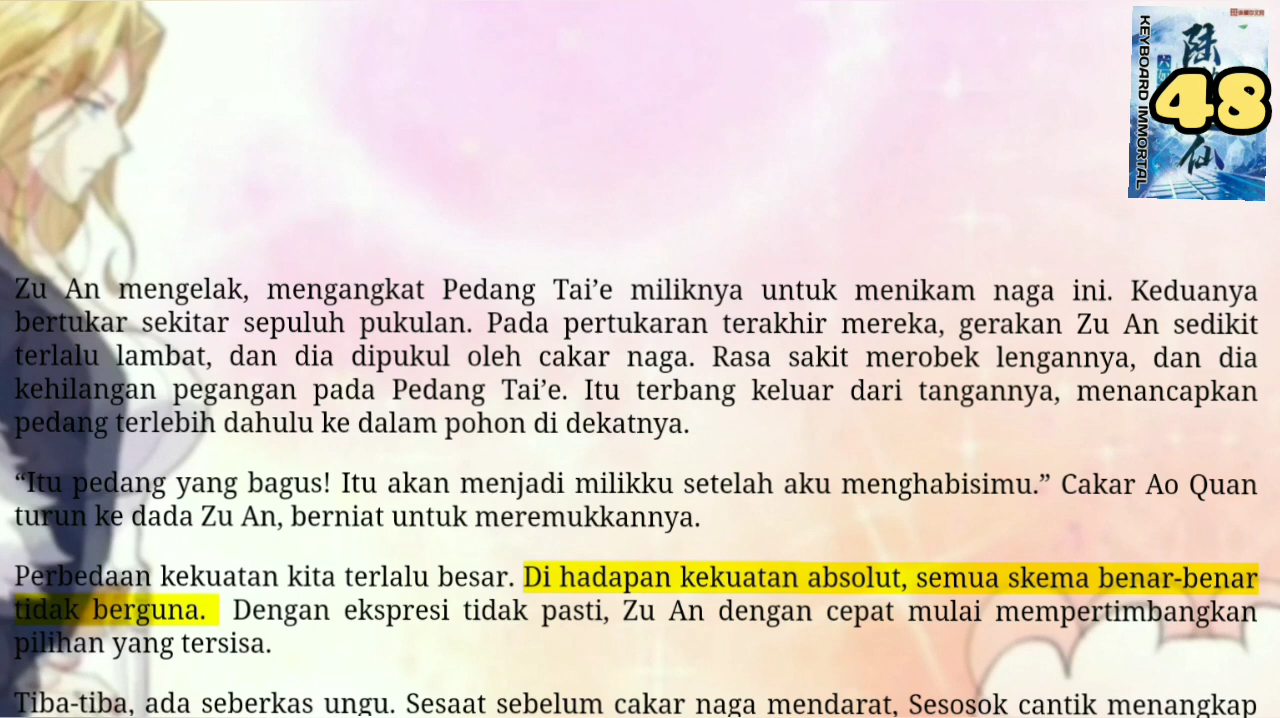 KEYBOARD IMMORTAL
陆
仙
48
Zu An mengelak, mengangkat Pedang Tai’e miliknya untuk menikam naga ini. Keduanya
bertukar sekitar sepuluh pukulan. Pada pertukaran terakhir mereka, gerakan Zu An sedikit
terlalu lambat, dan dia dipukul oleh cakar naga. Rasa sakit merobek lengannya, dan dia
kehilangan pegangan pada Pedang Tai’e. Itu terbang keluar dari tangannya, menancapkan
pedang terlebih dahulu ke dalam pohon di dekatnya.
“Itu pedang yang bagus! Itu akan menjadi milikku setelah aku menghabisimu.” Cakar Ao Quan
turun ke dada Zu An, berniat untuk meremukkannya.
Perbedaan kekuatan kita terlalu besar. Di hadapan kekuatan absolut, semua skema benar-benar
tidak berguna. Dengan ekspresi tidak pasti, Zu An dengan cepat mulai mempertimbangkan
pilihan yang tersisa.
Tiba-tiba, ada seberkas ungu. Sesaat sebelum cakar naga mendarat, Sesosok cantik menangkap